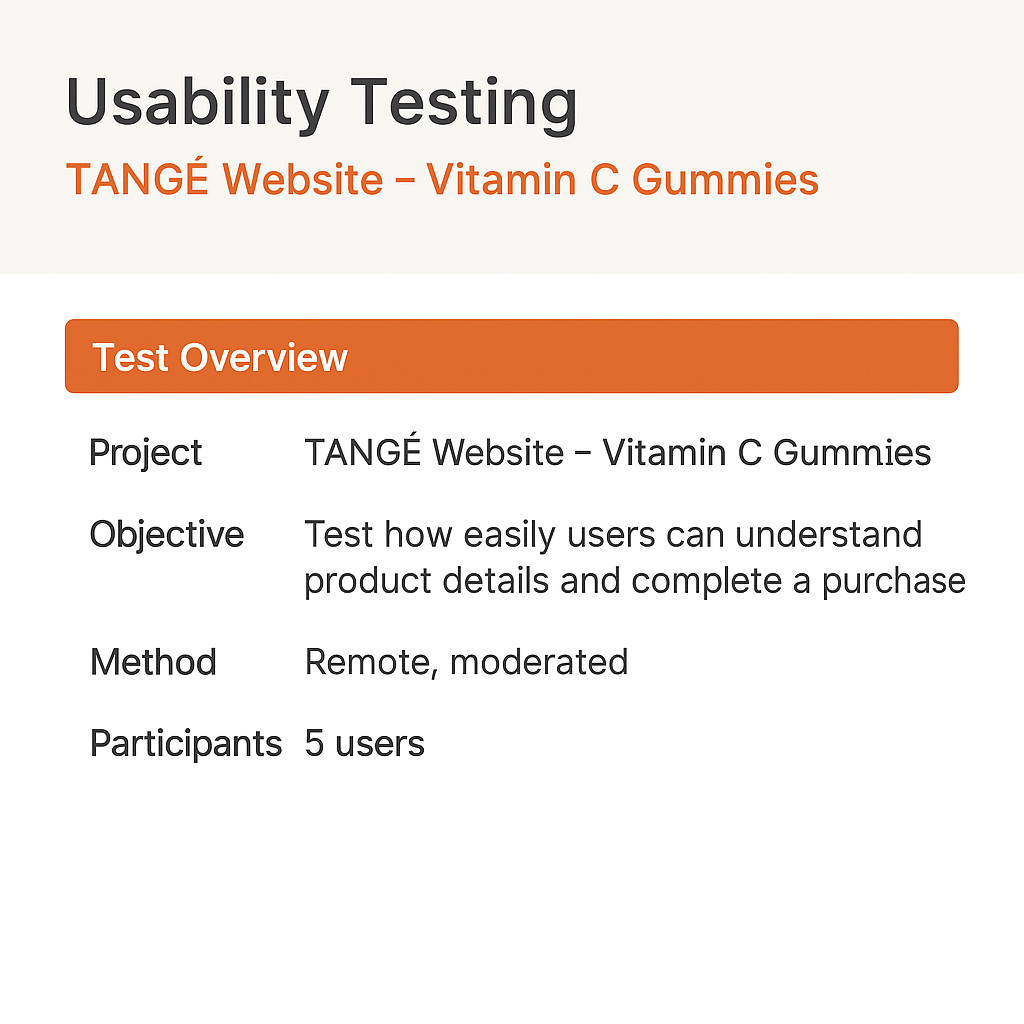 Usability Testing
TANGÉ Website – Vitamin C Gummies
Test Overview
Project TANGÉ Website – Vitamin C Gummies
Objective Test how easily users can understand
product details and complete a purchase
Method Remote, moderated
Participants 5 users